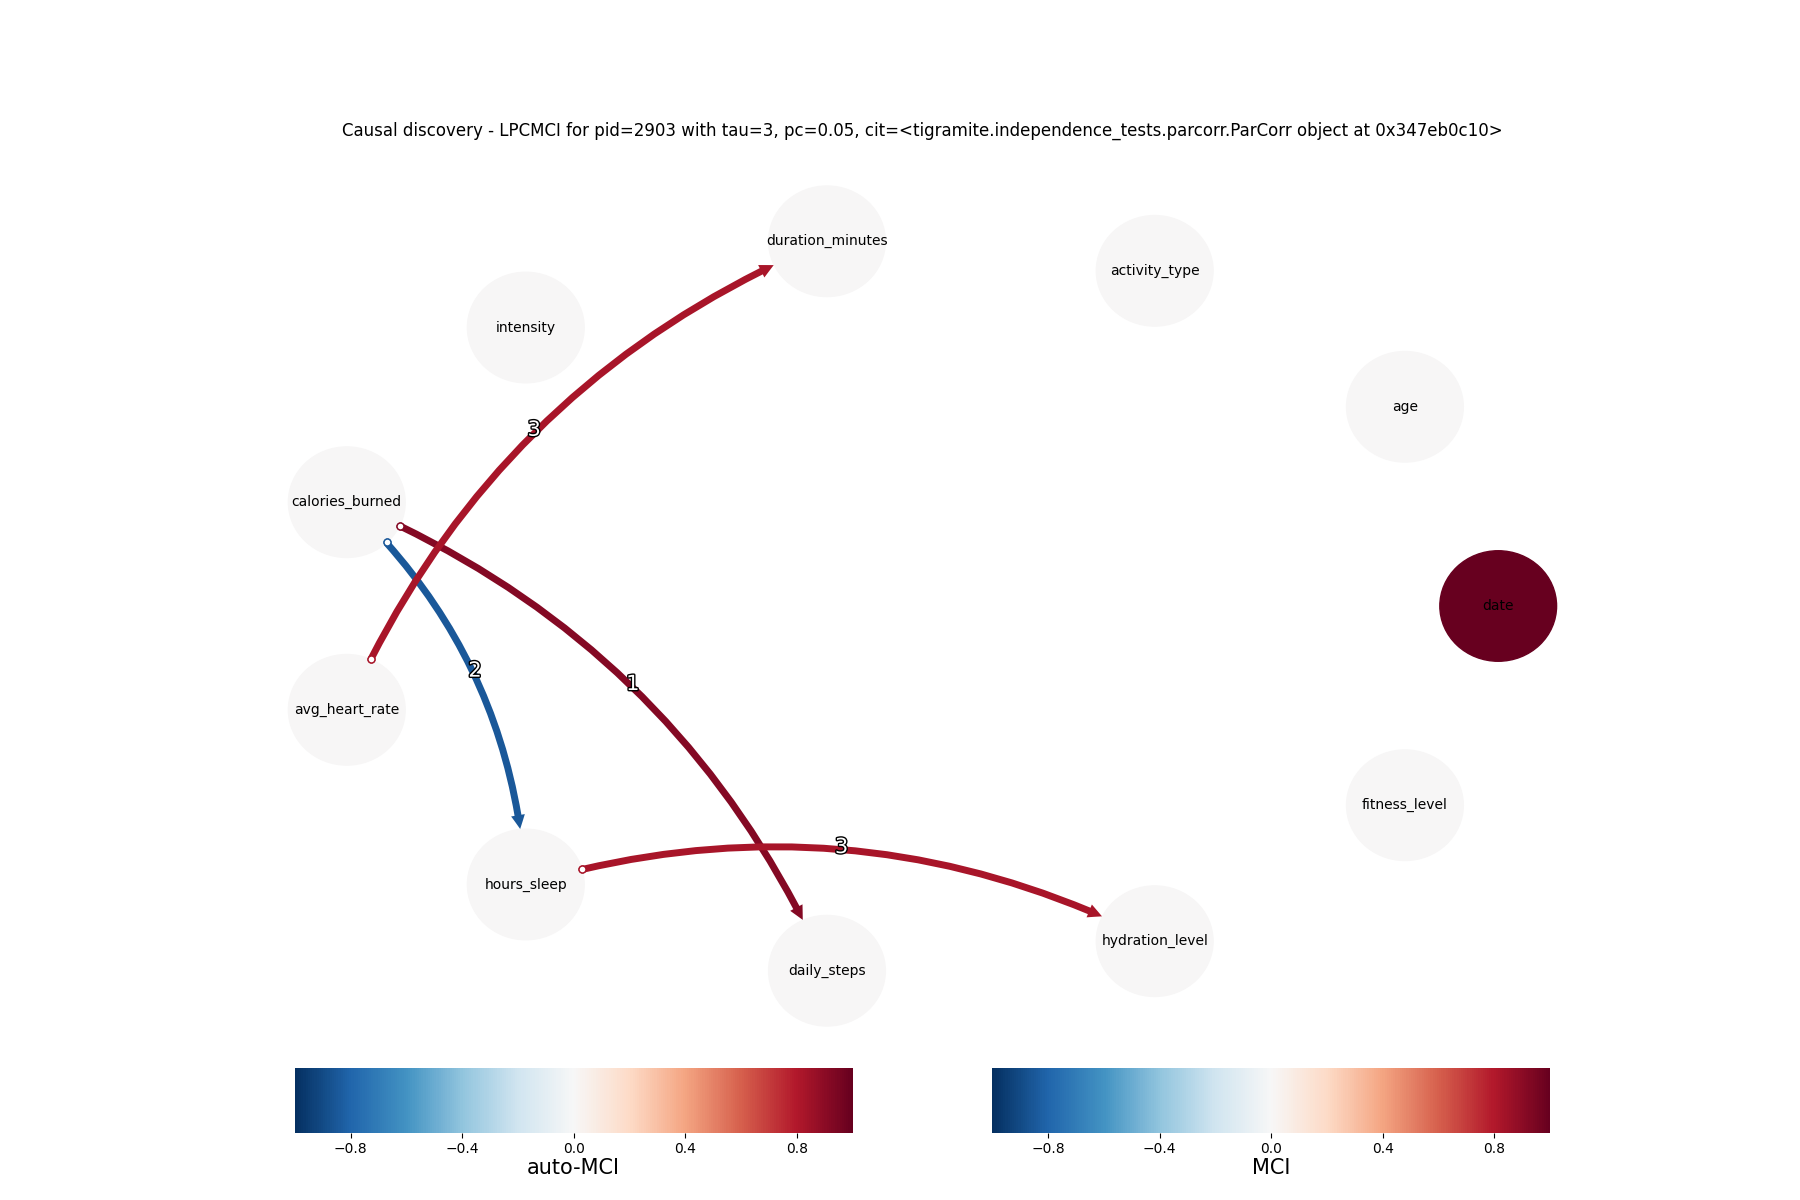 Causal discovery - LPCMCI for pid=2903 with tau=3, pc=0.05, cit=<tigramite.independence_tests.parcorr.ParCorr object at 0x347eb0c10>
duration_minutes
activity_type
intensity
age
3
calories_burned
date
2
1
avg_heart_rate
fitness_level
3
hours_sleep
hydration_level
daily_steps
−0.8 −0.4 0.0 0.4 0.8
auto-MCI
−0.8 −0.4 0.0 0.4 0.8
MCI